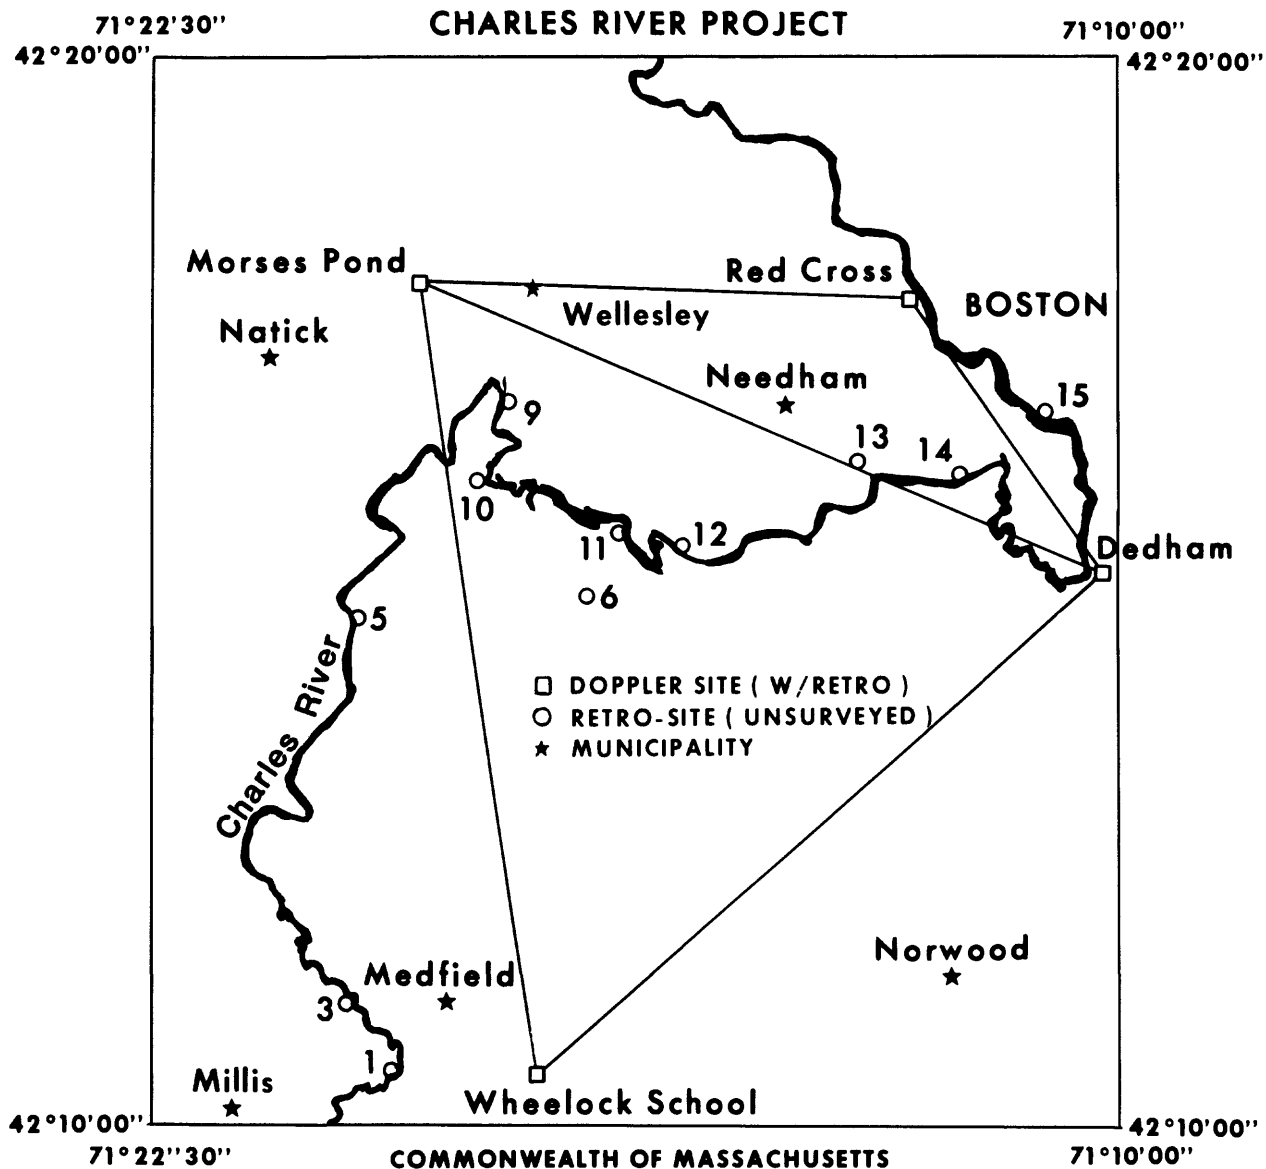 71°22'30"
CHARLES RIVER PROJECT
71°10'00"
42°20'00"
42°20'00"
Morses Pond
Red Cross
BOSTON
Wellesley
Natick
Needham
15
9
13
14
10
11
12
Dedham
6
5
Charles River
DOPPLER SITE ( W/RETRO )
RETRO-SITE ( UNSURVEYED )
MUNICIPALITY
Norwood
Medfield
3
1
Millis
Wheelock School
42°10'00"
42°10'00"
71°22'30"
COMMONWEALTH OF MASSACHUSETTS
71°10'00"